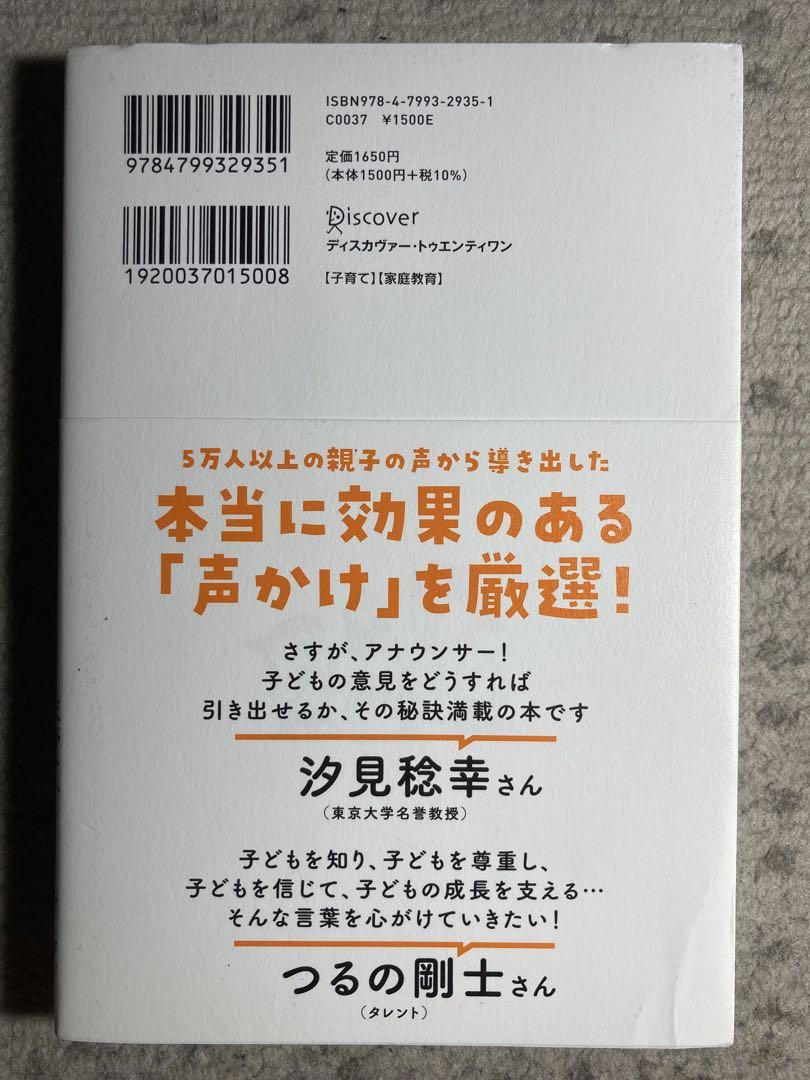 ISBN978-4-7993-2935-1
C0037 ¥1500E
9784799329351
定価1650円
(本体1500円+税10%)
Discover
ディスカヴァー・トゥエンティワン
1920037015008
【子育て】【家庭教育】
5万人以上の親子の声から導き出した
本当に効果のある
「声かけ」を厳選!
さすが、アナウンサー!
子どもの意見をどうすれば
引き出せるか、その秘訣満載の本です
汐見稔幸さん
(東京大学名誉教授)
子どもを知り、子どもを尊重し、
子どもを信じて、子どもの成長を支える…
そんな言葉を心がけていきたい!
つるの剛士さん
(タレント)